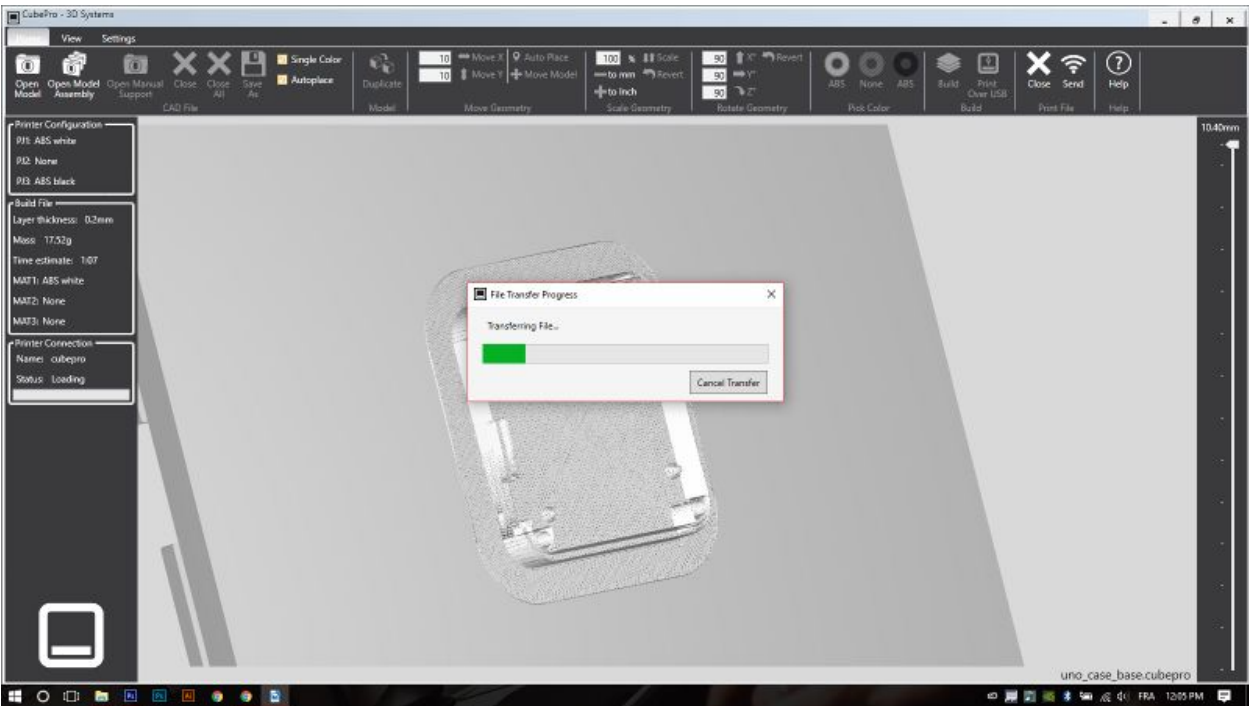 CubePro - 3D Systems
View Settings
Open Model
Open Model Assembly
Open Manual Support
Close
Close All
Save As
CAD File
Single Color
Autoplace
Duplicate
Model
10 Move X Auto Place
10 Move Y Move Model
Move Geometry
100 % Scale
to mm Revert
to Inch
Scale Geometry
90 X° Revert
90 Y°
90 Z°
Rotate Geometry
ABS None ABS
Pick Color
Build
Print Over USB
Build
Close Send
Print File
Help
Help
Printer Configuration
PJ1: ABS white
PJ2: None
PJ3: ABS black
Build File
Layer thickness: 0.2mm
Mass: 17.52g
Time estimate: 1:07
MAT1: ABS white
MAT2: None
MAT3: None
Printer Connection
Name: cubepro
Status: Loading
File Transfer Progress
Transferring File...
Cancel Transfer
10.40mm
uno_case_base.cubepro
Ps
Ai
FRA 12:05 PM